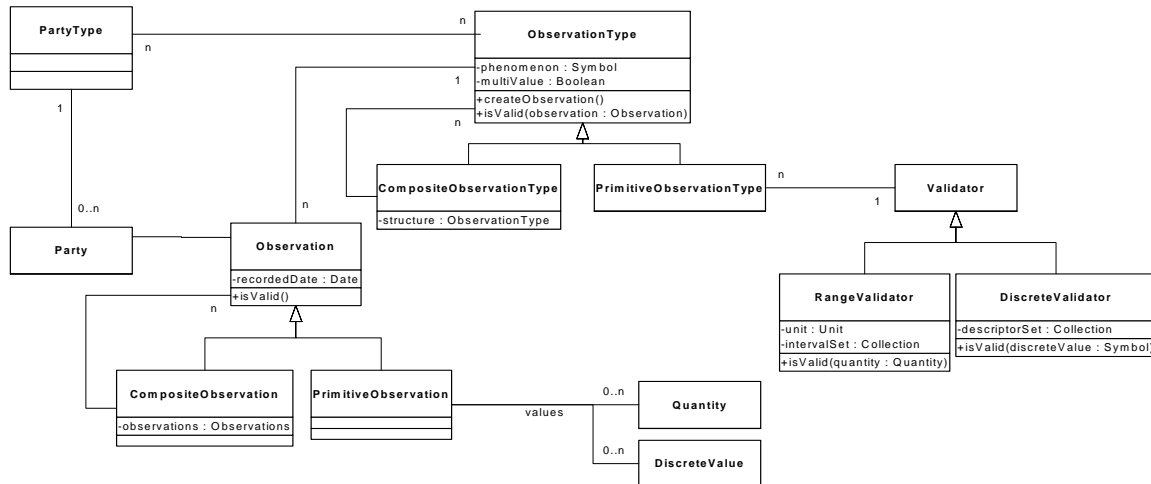 PartyType
n
n
ObservationType
-phenomenon : Symbol
-multiValue : Boolean
+createObservation()
+isValid(observation : Observation)
1
n
1
CompositeObservationType
-structure : ObservationType
PrimitiveObservationType
n
1
Validator
0..n
n
Party
Observation
-recordedDate : Date
+isValid()
n
RangeValidator
-unit : Unit
-intervalSet : Collection
+isValid(quantity : Quantity)
DiscreteValidator
-descriptorSet : Collection
+isValid(discreteValue : Symbol)
CompositeObservation
-observations : Observations
PrimitiveObservation
values
0..n
Quantity
0..n
DiscreteValue